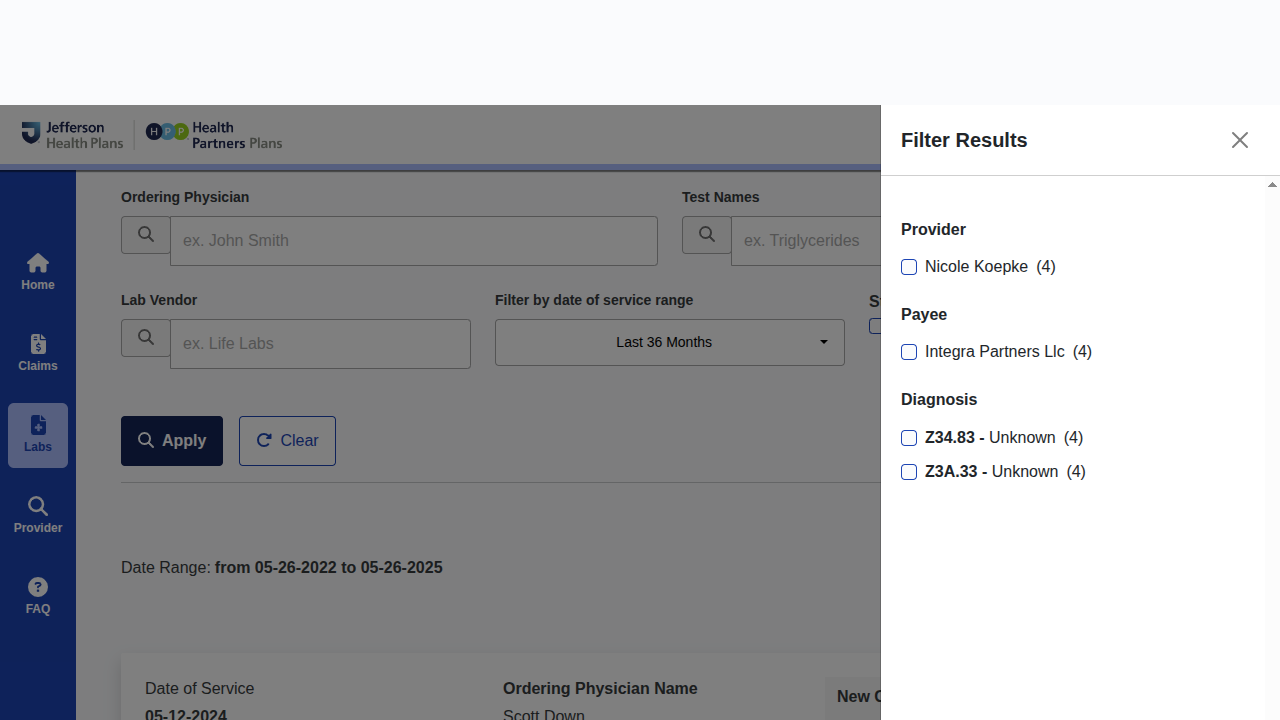 Jefferson
Health Plans
HPP
Health
Partners Plans
Home
Claims
Labs
Provider
FAQ
Ordering Physician
ex. John Smith
Test Names
ex. Triglycerides
Lab Vendor
ex. Life Labs
Filter by date of service range
Last 36 Months
Apply
Clear
Date Range: from 05-26-2022 to 05-26-2025
Date of Service
05-12-2024
Ordering Physician Name
Scott Down
New
Filter Results
Provider
Nicole Koepke (4)
Payee
Integra Partners Llc (4)
Diagnosis
Z34.83 - Unknown (4)
Z3A.33 - Unknown (4)